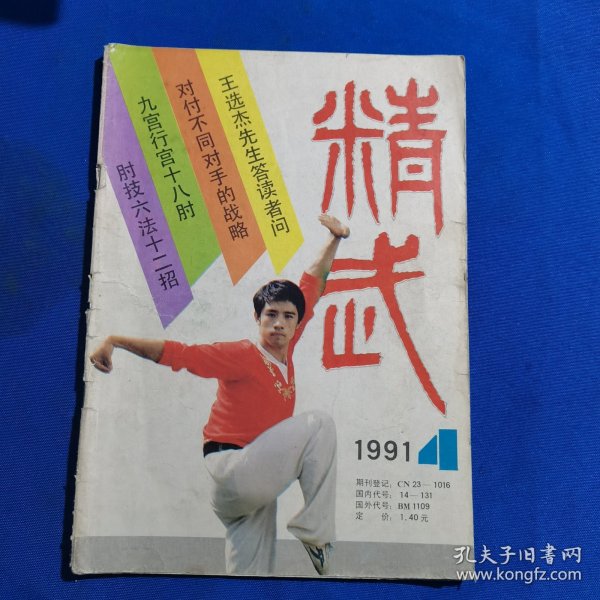 精武
王选杰先生答读者问
对付不同对手的战略
九宫行宫十八肘
肘技六法十二招
1991 4
期刊登记: CN 23—1016
国内代号: 14—131
国外代号: BM 1109
定 价: 1.40元
孔夫子旧书网
www.kongfz.com